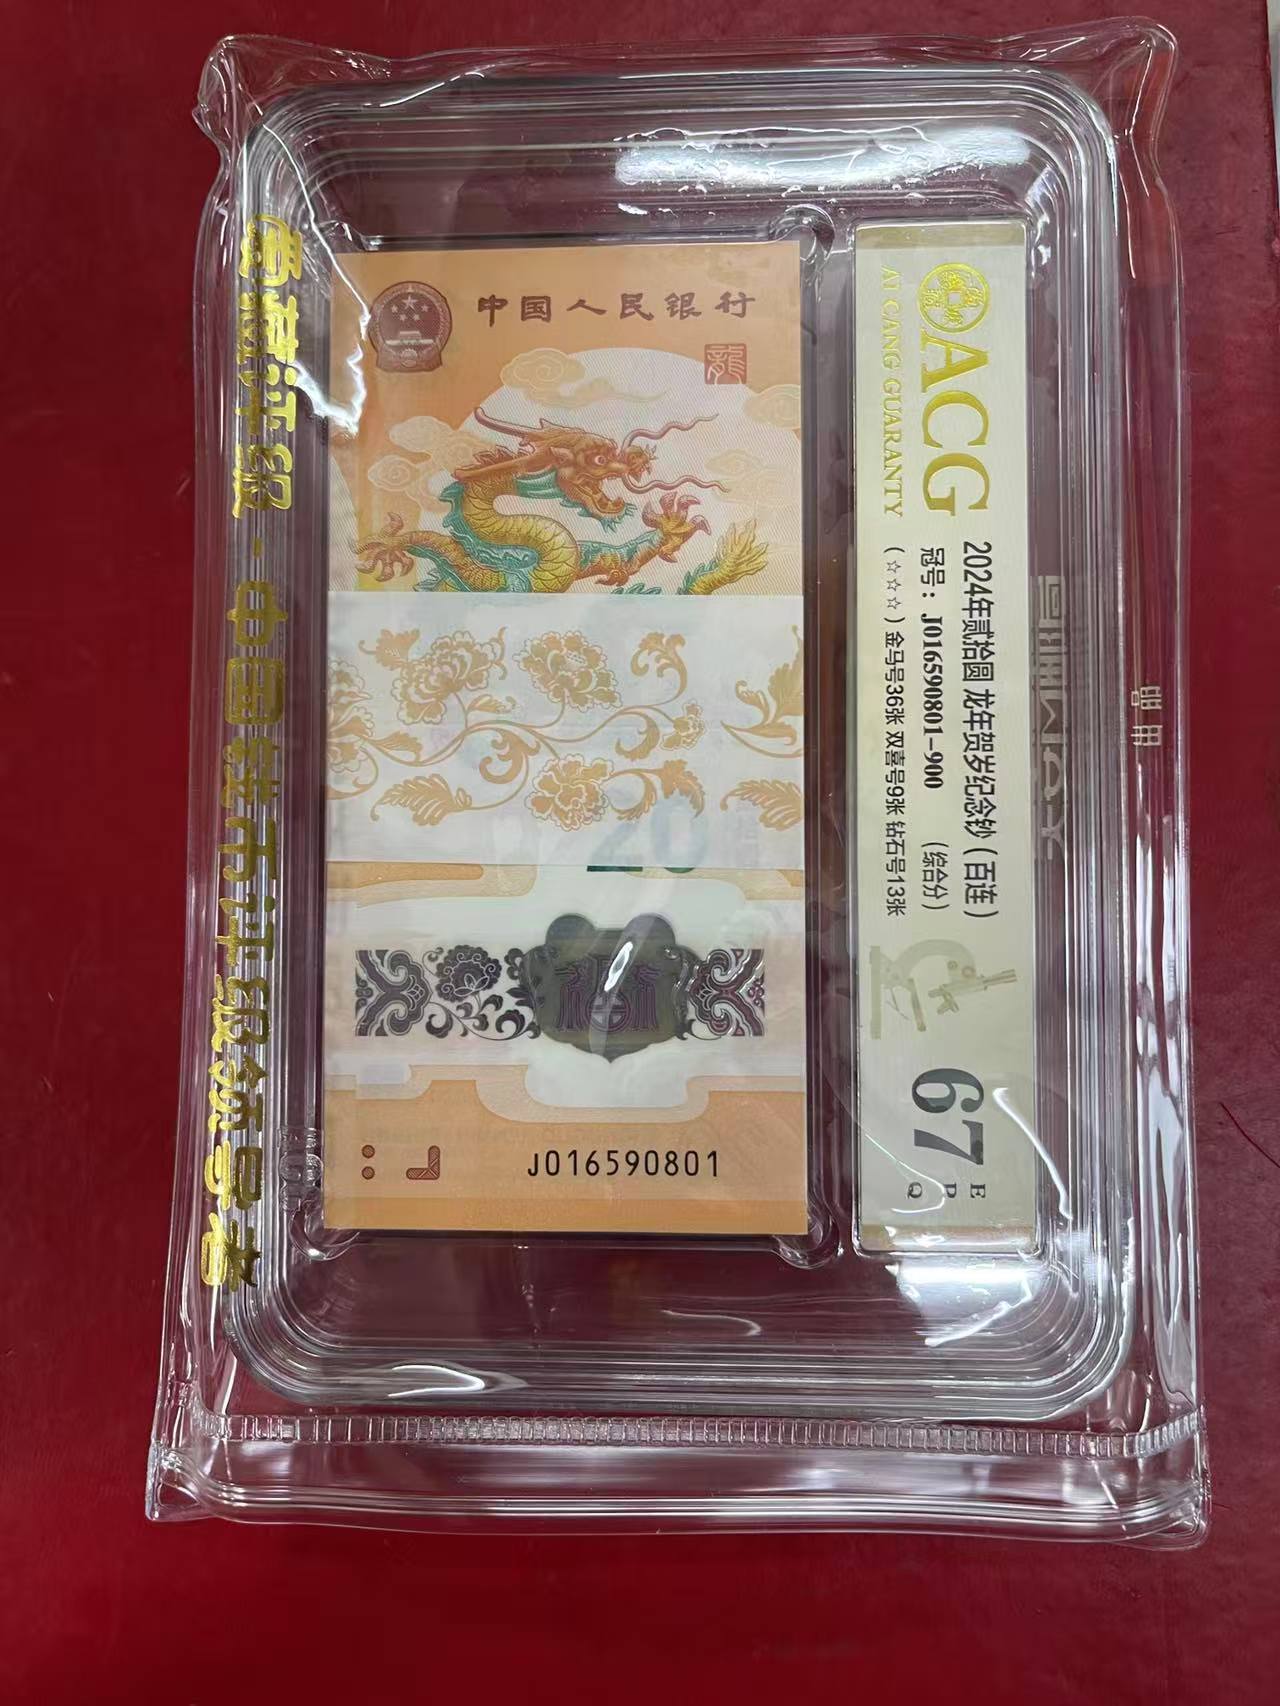 爱藏评级-中国钱币评级领导者
中国人民银行
龍
20
J016590801
ACG
AI CANG GUARANTY
2024年贰拾圆 龙年贺岁纪念钞(百连)
冠号:J016590801-900 (综合分)
(☆☆☆)金马号36张 双喜号9张 钻石号13张
67
E
P
Q